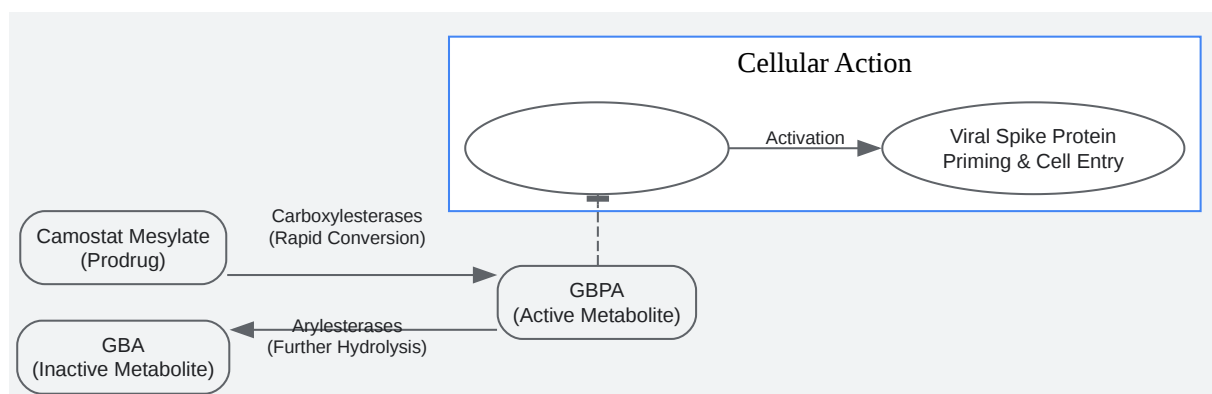 Cellular Action
Activation
Viral Spike Protein
Priming & Cell Entry
Camostat Mesylate
(Prodrug)
Carboxylesterases
(Rapid Conversion)
GBPA
(Active Metabolite)
Arylesterases
(Further Hydrolysis)
GBA
(Inactive Metabolite)